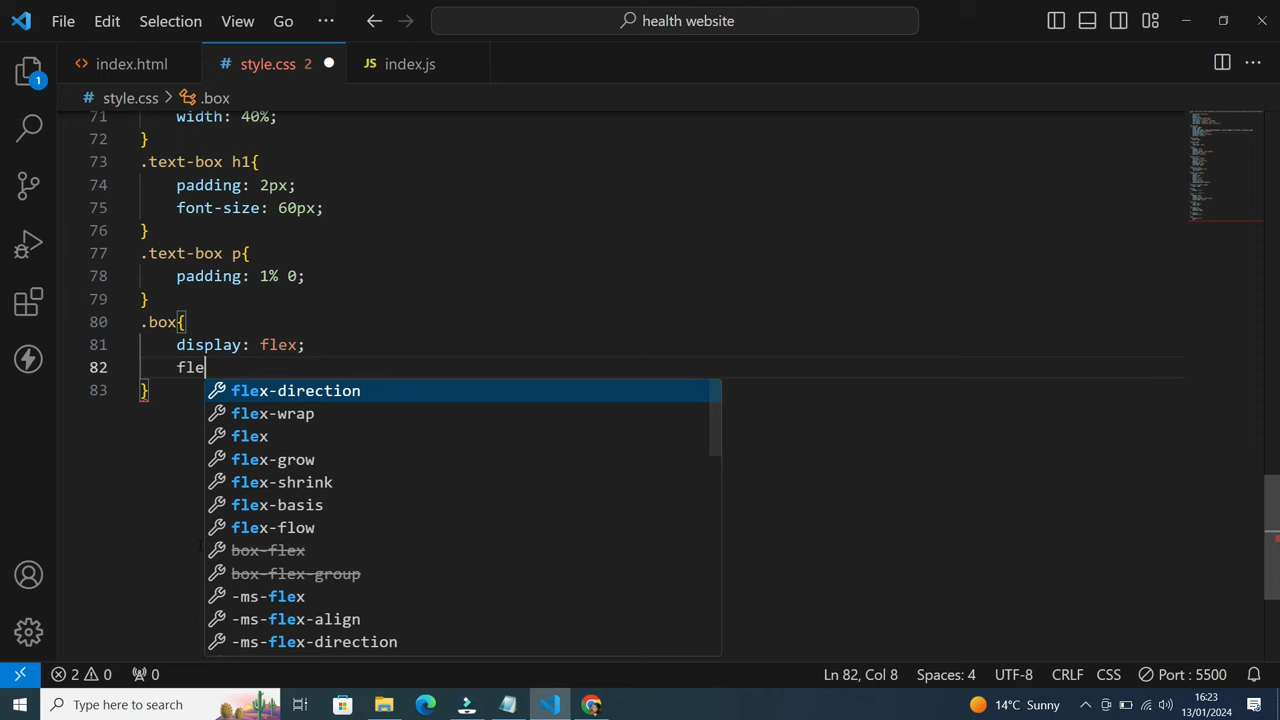 File Edit Selection View Go ··· health website
index.html # style.css 2 JS index.js
# style.css > .box
71 width: 40%;
72 }
73 .text-box h1{
74 padding: 2px;
75 font-size: 60px;
76 }
77 .text-box p{
78 padding: 1% 0;
79 }
80 .box{
81 display: flex;
82 fle
83 }
flex-direction
flex-wrap
flex
flex-grow
flex-shrink
flex-basis
flex-flow
box-flex
box-flex-group
-ms-flex
-ms-flex-align
-ms-flex-direction
1
2 0 0 Ln 82, Col 8 Spaces: 4 UTF-8 CRLF CSS Port : 5500
Type here to search 14°C Sunny 16:23
13/01/2024